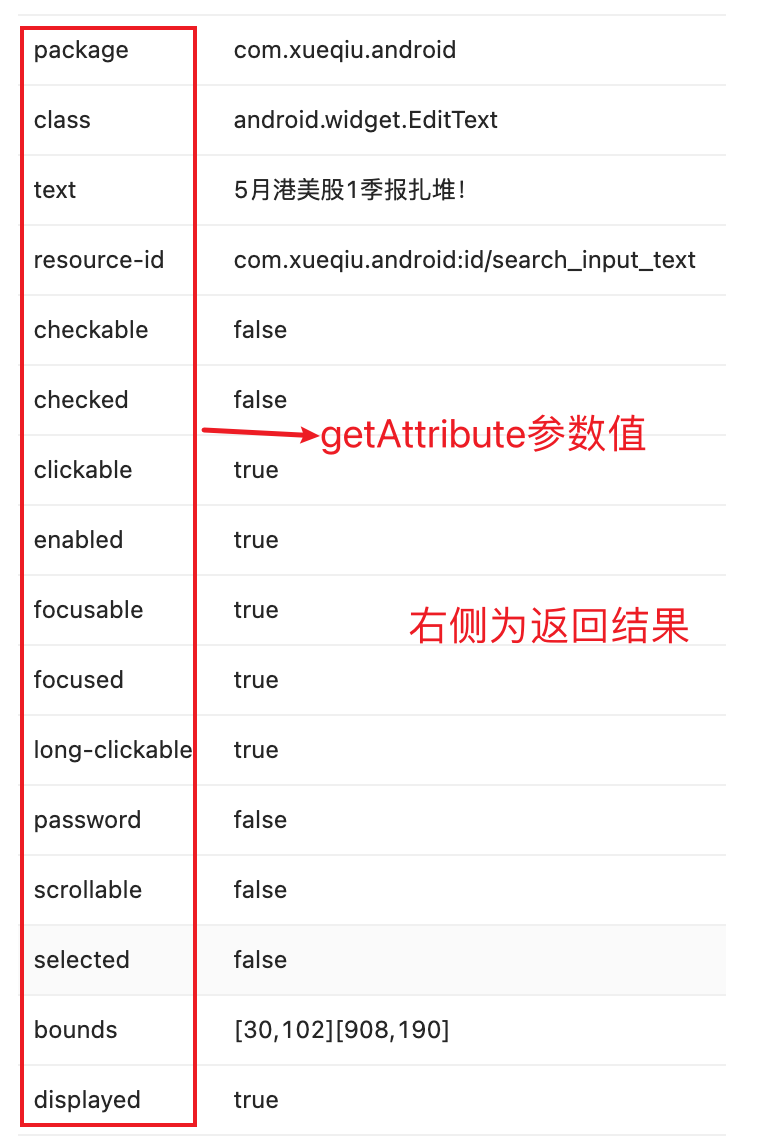 package com.xueqiu.android
class android.widget.EditText
text 5月港美股1季报扎堆!
resource-id com.xueqiu.android:id/search_input_text
checkable false
checked false
getAttribute参数值
clickable true
enabled true
focusable true
右侧为返回结果
focused true
long-clickable true
password false
scrollable false
selected false
bounds [30,102][908,190]
displayed true